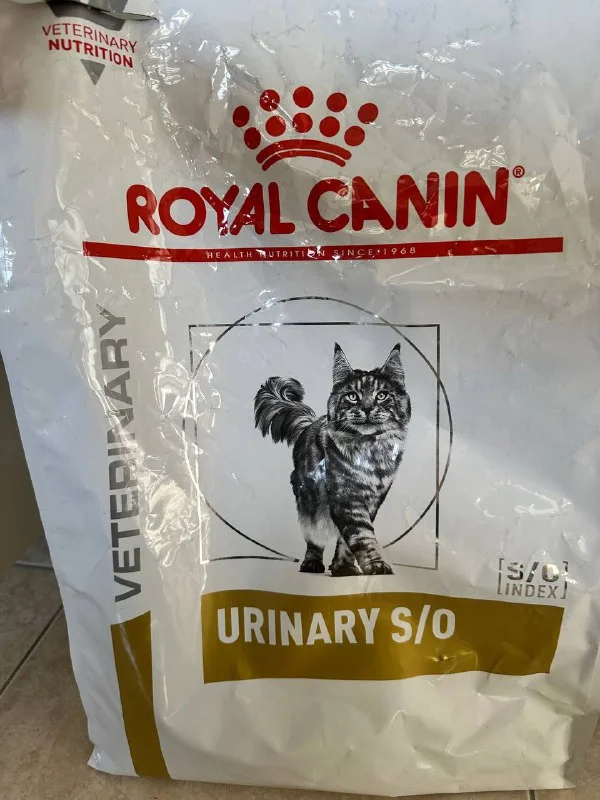 VETERINARY
NUTRITION
ROYAL CANIN®
HEALTH NUTRITION SINCE 1968
VETERINARY
[S/O]
[INDEX]
URINARY S/O